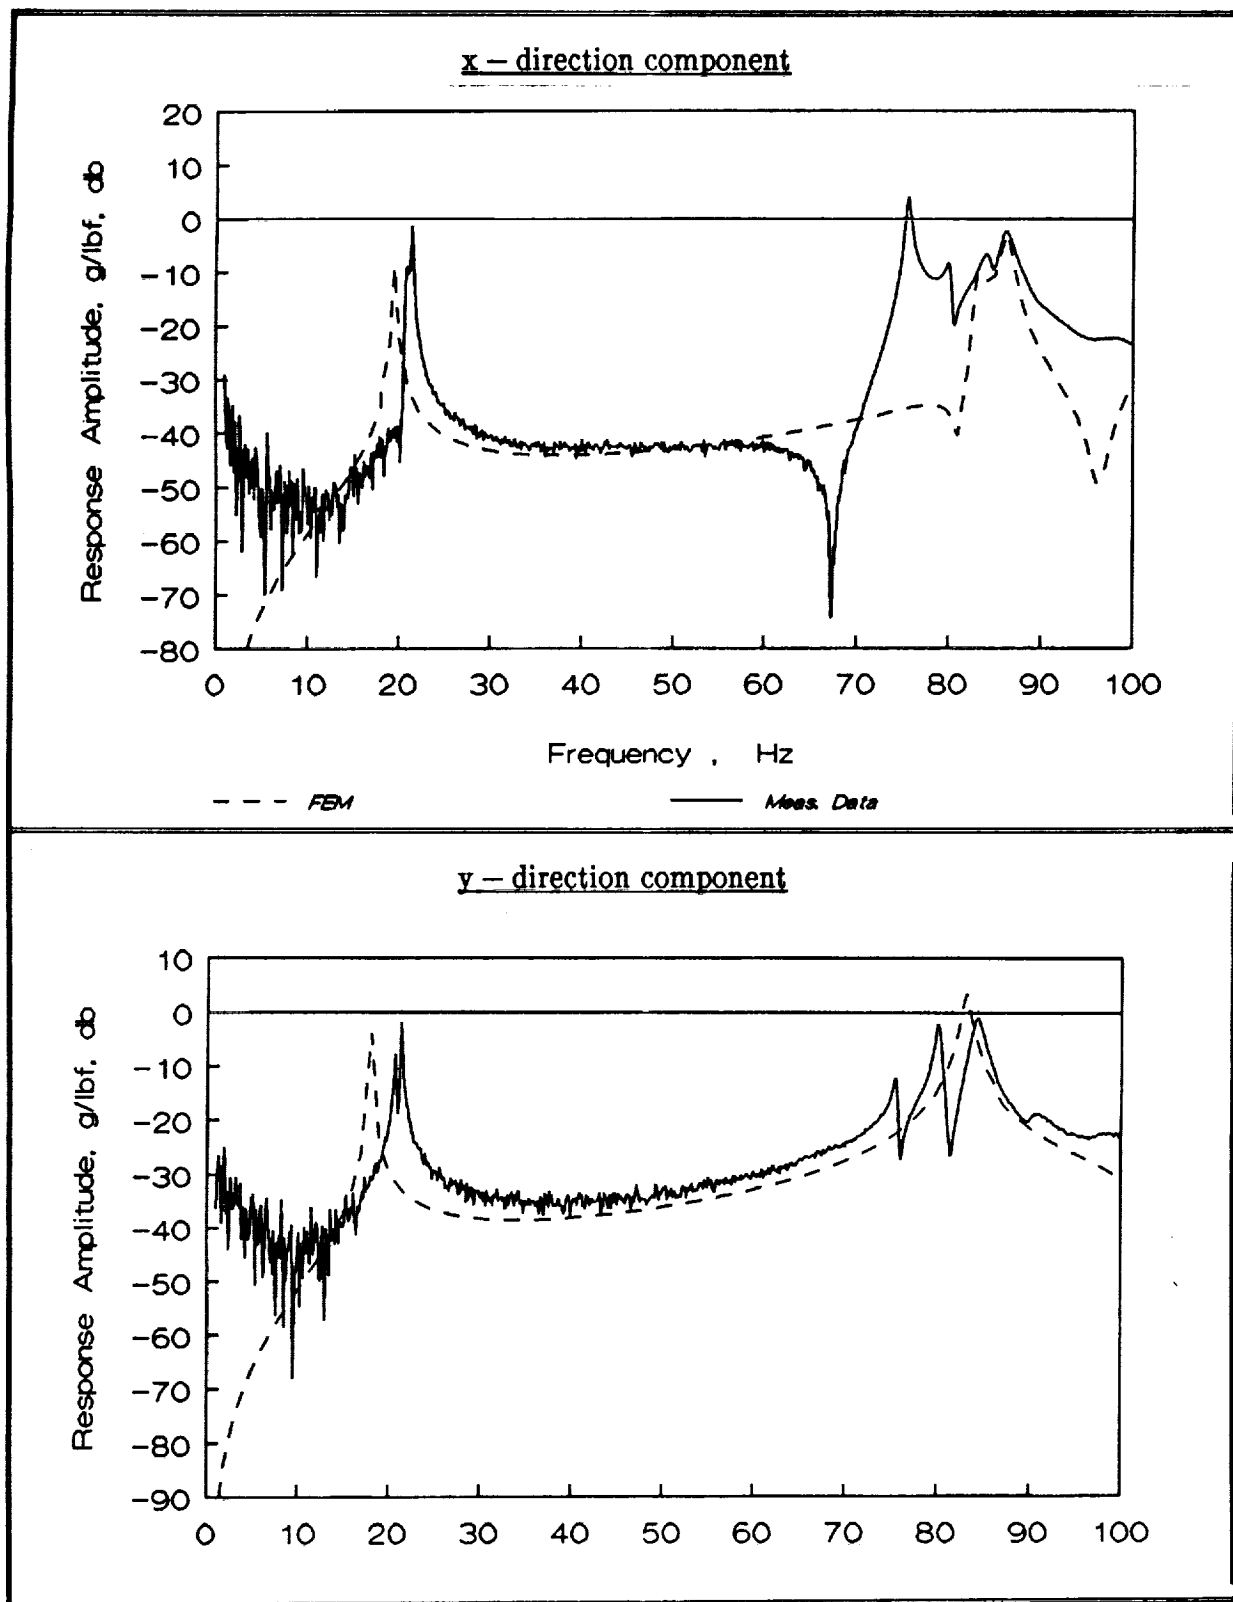 x – direction component
20
10
0
-10
-20
-30
-40
-50
-60
-70
-80
Response Amplitude, g/lbf, db
0 10 20 30 40 50 60 70 80 90 100
Frequency , Hz
FEM Meas. Data
y – direction component
10
0
-10
-20
-30
-40
-50
-60
-70
-80
-90
Response Amplitude, g/lbf, db
0 10 20 30 40 50 60 70 80 90 100